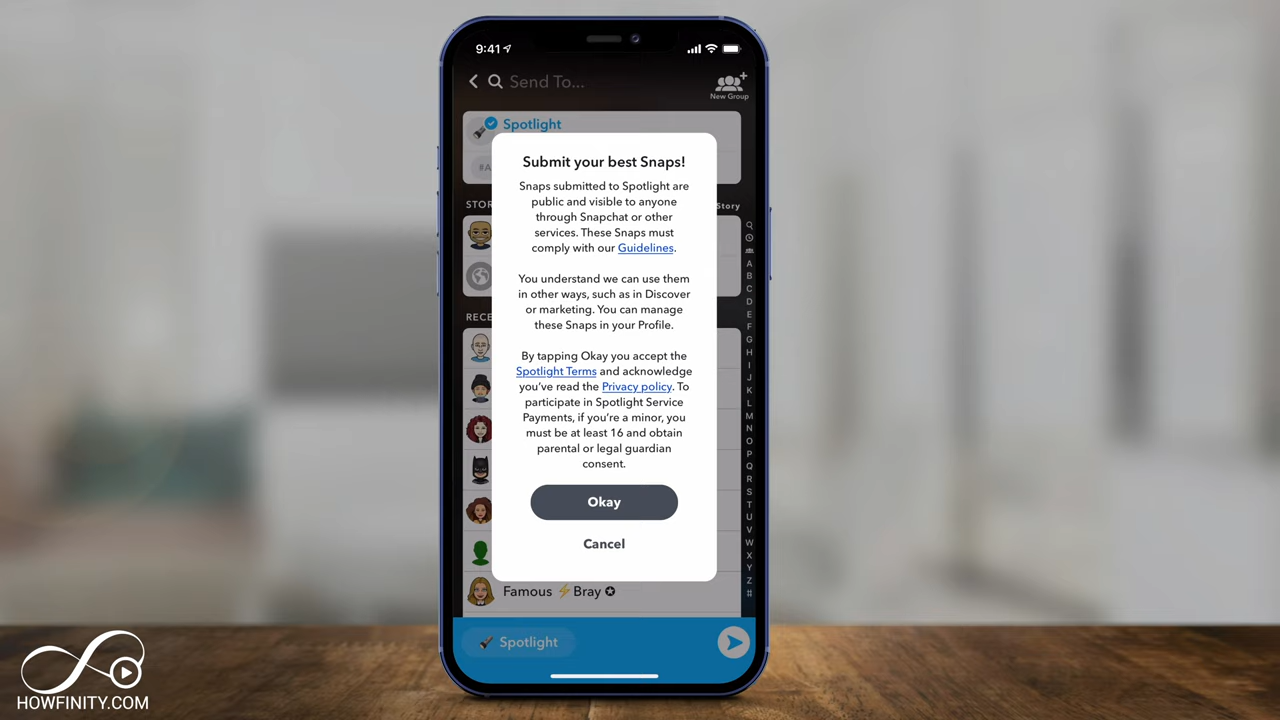 9:41
Send To...
New Group
Spotlight
#A
Submit your best Snaps!
Snaps submitted to Spotlight are
public and visible to anyone
through Snapchat or other
services. These Snaps must
comply with our Guidelines.
You understand we can use them
in other ways, such as in Discover
or marketing. You can manage
these Snaps in your Profile.
By tapping Okay you accept the
Spotlight Terms and acknowledge
you've read the Privacy policy. To
participate in Spotlight Service
Payments, if you're a minor, you
must be at least 16 and obtain
parental or legal guardian
consent.
Okay
Cancel
STOR
Story
RECE
A
B
C
D
E
F
G
H
I
J
K
L
M
N
O
P
Q
R
S
T
U
V
W
X
Y
Z
#
Famous ⚡Bray ✪
Spotlight
HOWFINITY.COM